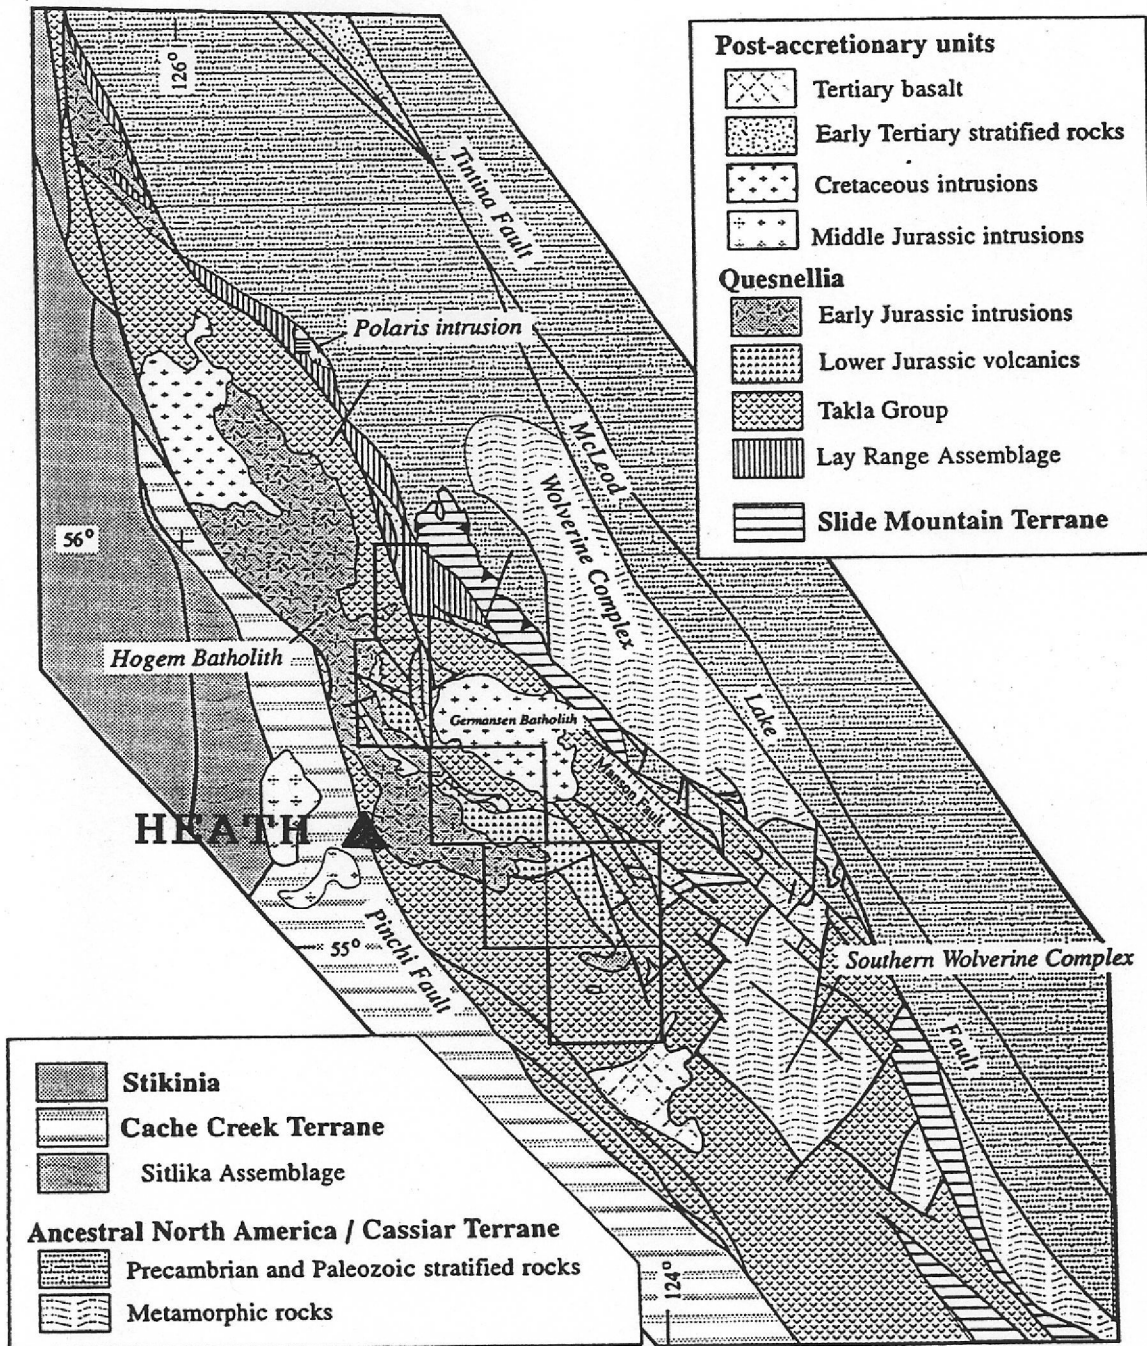 Post-accretionary units
Tertiary basalt
Early Tertiary stratified rocks
Cretaceous intrusions
Middle Jurassic intrusions
Quesnellia
Early Jurassic intrusions
Lower Jurassic volcanics
Takla Group
Lay Range Assemblage
Slide Mountain Terrane
126°
Tintina Fault
Polaris intrusion
McLeod
Wolverine Complex
56°
Hogem Batholith
Germansen Batholith
Lake
Manson Fault
HEATH
Pinchi Fault
55°
Southern Wolverine Complex
Fault
124°
Stikinia
Cache Creek Terrane
Sitlika Assemblage
Ancestral North America / Cassiar Terrane
Precambrian and Paleozoic stratified rocks
Metamorphic rocks